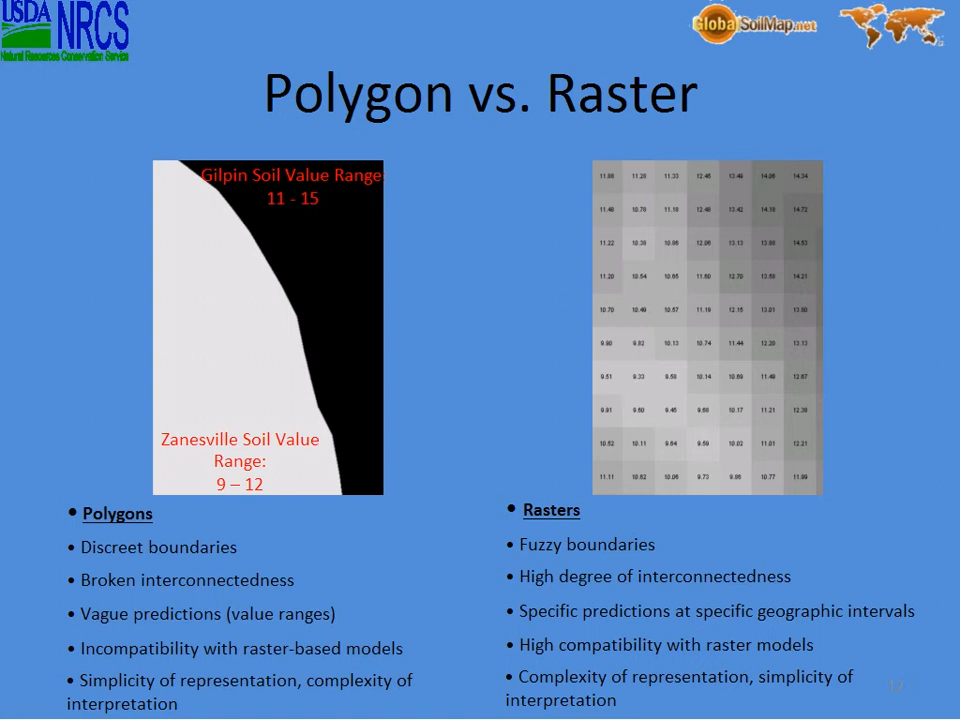 USDA NRCS
Natural Resources Conservation Service
GlobalSoilMap.net
Polygon vs. Raster
Gilpin Soil Value Range
11 - 15
Zanesville Soil Value
Range:
9 – 12
11.88 11.28 11.33 12.45 13.49 14.06 14.34
11.48 10.78 11.18 12.48 13.42 14.18 14.72
11.22 10.38 10.86 12.06 13.13 13.88 14.53
11.20 10.54 10.65 11.60 12.70 13.59 14.21
10.70 10.49 10.57 11.19 12.15 13.01 13.80
9.90 9.82 10.13 10.74 11.44 12.20 13.13
9.51 9.33 9.58 10.14 10.69 11.48 12.67
9.91 9.50 9.45 9.68 10.17 11.21 12.38
10.52 10.11 9.64 9.59 10.02 11.01 12.21
11.11 10.62 10.06 9.73 9.86 10.77 11.99
• Polygons
• Discreet boundaries
• Broken interconnectedness
• Vague predictions (value ranges)
• Incompatibility with raster-based models
• Simplicity of representation, complexity of
interpretation
• Rasters
• Fuzzy boundaries
• High degree of interconnectedness
• Specific predictions at specific geographic intervals
• High compatibility with raster models
• Complexity of representation, simplicity of
interpretation